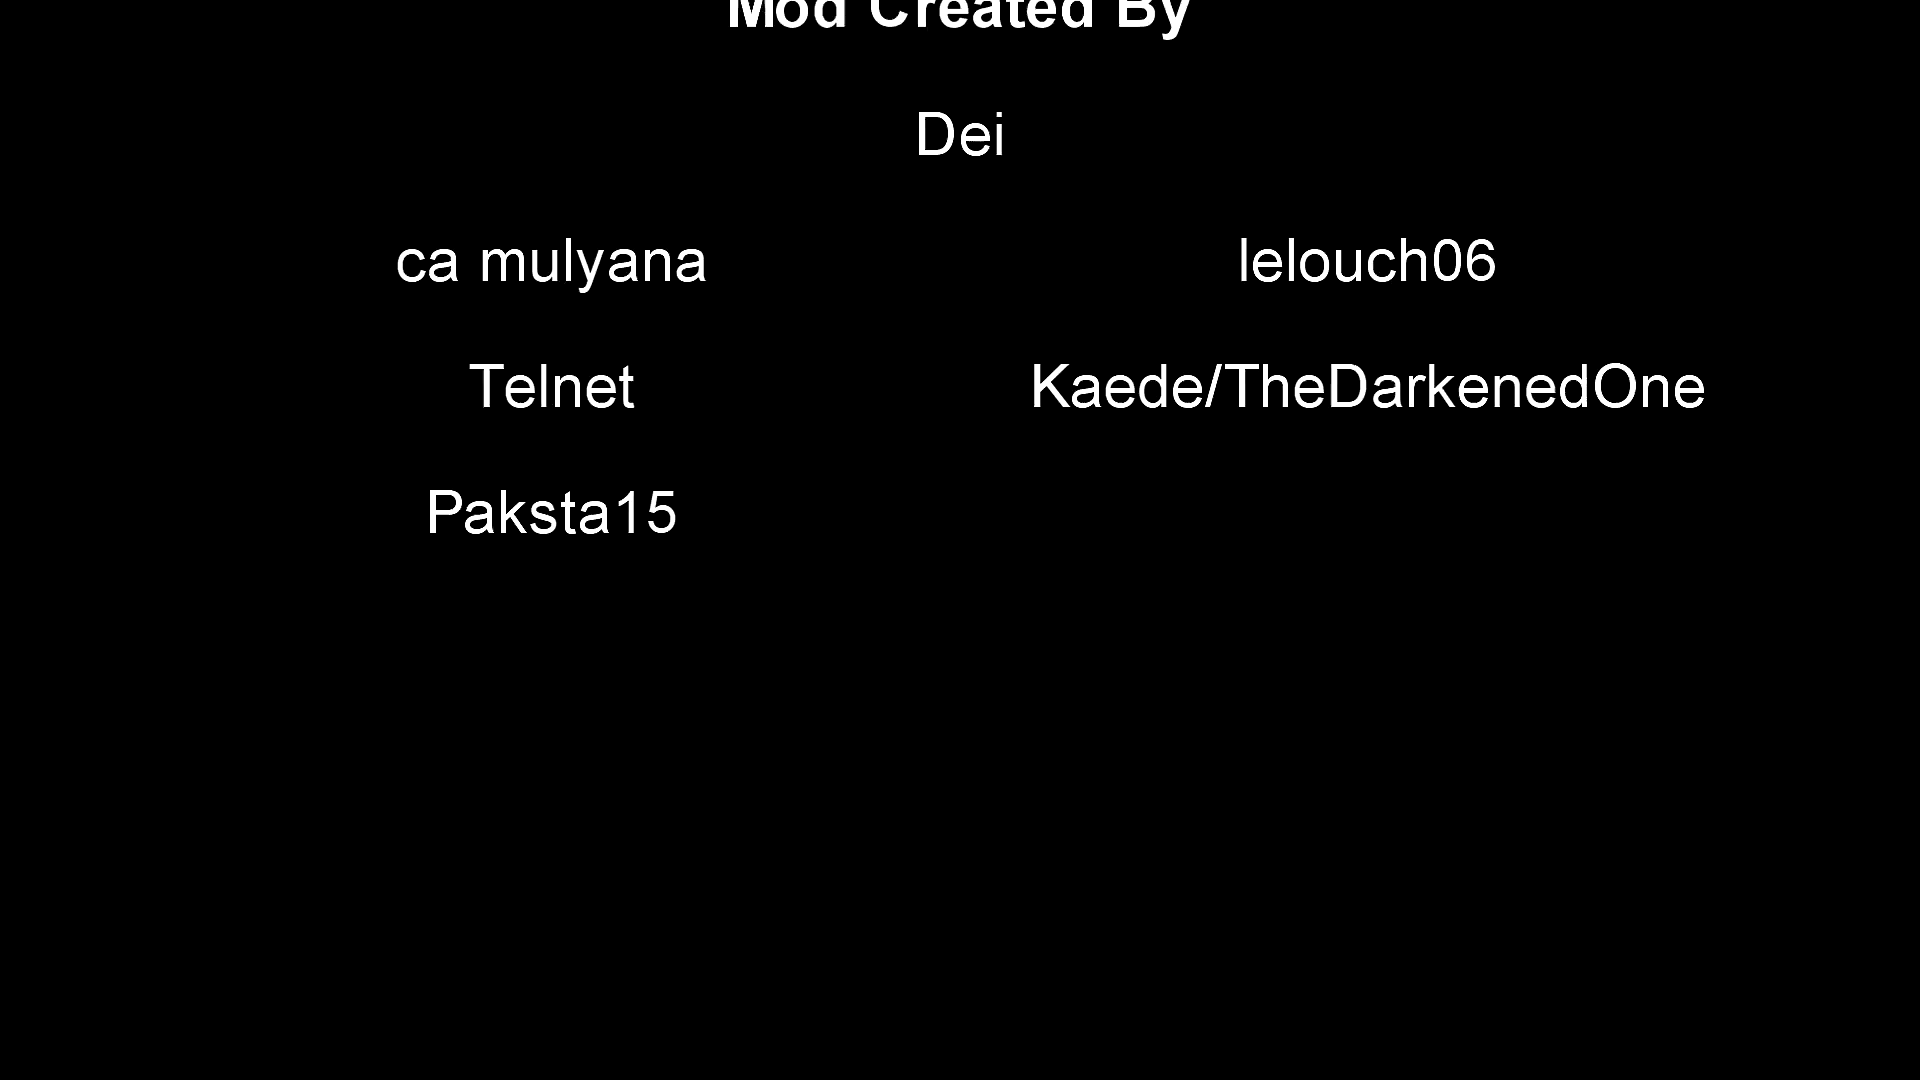 Mod Created By
Dei
ca mulyana lelouch06
Telnet Kaede/TheDarkenedOne
Paksta15